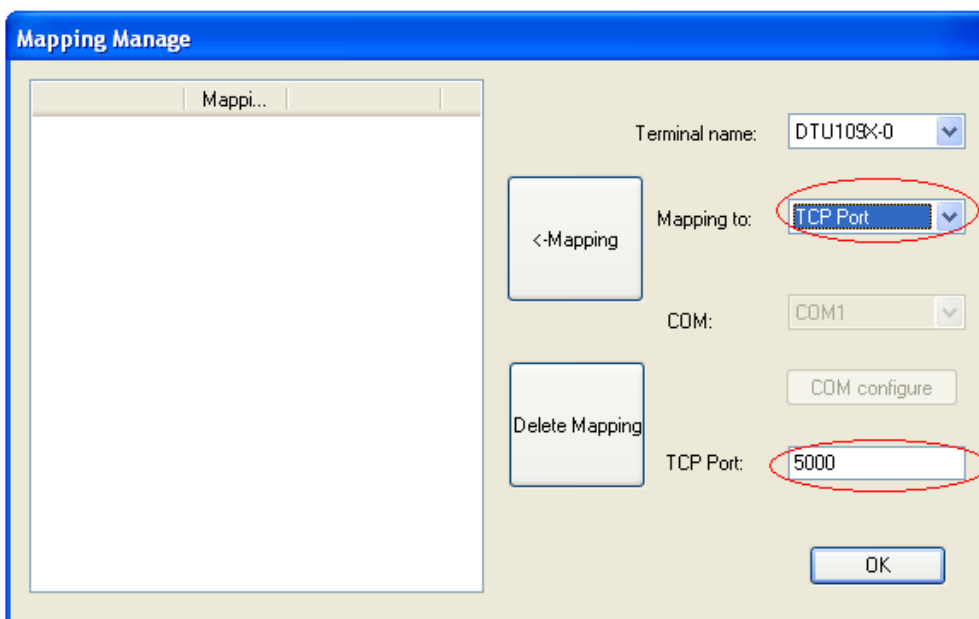 Mapping Manage
Mappi...
Terminal name: DTU109X-0
<-Mapping
Mapping to: TCP Port
COM: COM1
COM configure
Delete Mapping
TCP Port: 5000
OK